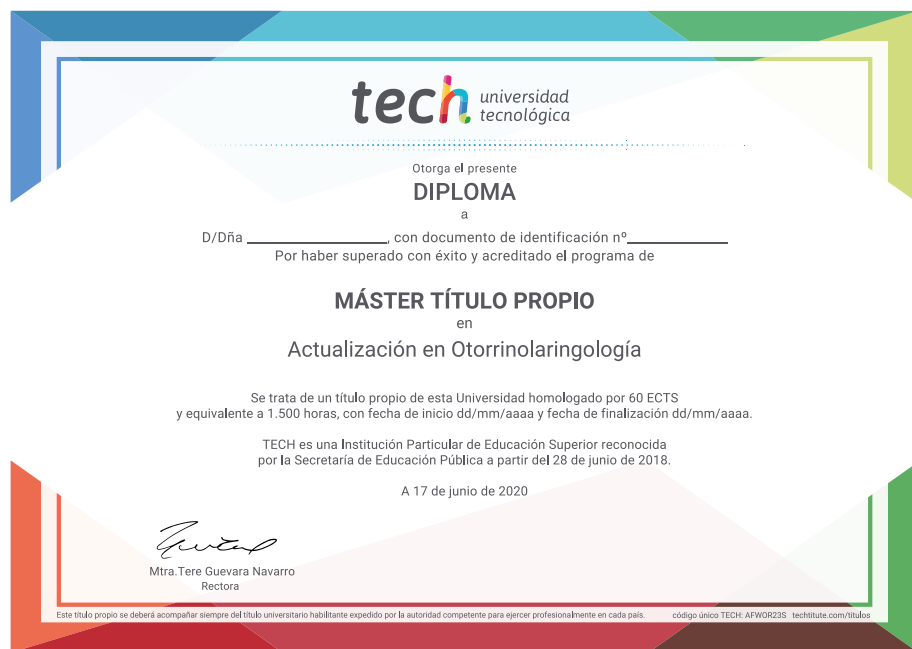 tech universidad
tecnológica
Otorga el presente
DIPLOMA
a
D/Dña ____________________, con documento de identificación nº______________
Por haber superado con éxito y acreditado el programa de
MÁSTER TÍTULO PROPIO
en
Actualización en Otorrinolaringología
Se trata de un título propio de esta Universidad homologado por 60 ECTS
y equivalente a 1.500 horas, con fecha de inicio dd/mm/aaaa y fecha de finalización dd/mm/aaaa.
TECH es una Institución Particular de Educación Superior reconocida
por la Secretaría de Educación Pública a partir del 28 de junio de 2018.
A 17 de junio de 2020
Mtra.Tere Guevara Navarro
Rectora
Este título propio se deberá acompañar siempre del título universitario habilitante expedido por la autoridad competente para ejercer profesionalmente en cada país. código único TECH: AFWOR23S techtitute.com/titulos